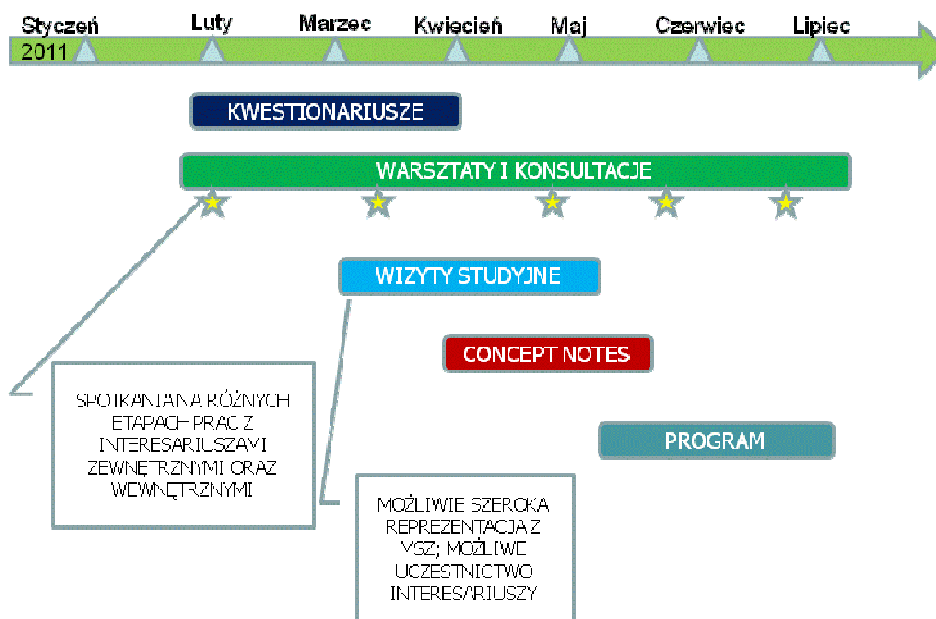 Styczeń Luty Marzec Kwiecień Maj Czerwiec Lipiec
2011
KWESTIONARIUSZE
WARSZTATY I KONSULTACJE
WIZYTY STUDYJNE
CONCEPT NOTES
PROGRAM
SPOTKANIA NA RÓŻNYCH
ETAPACH PRAC Z
INTERESARIUSZAMI
ZEWNĘTRZNYMI ORAZ
WEWNĘTRZNYMI
MOŻLIWIE SZEROKA
REPREZENTACJA Z
MSZ; MOŻLIWE
UCZESTNICTWO
INTERESARIUSZY